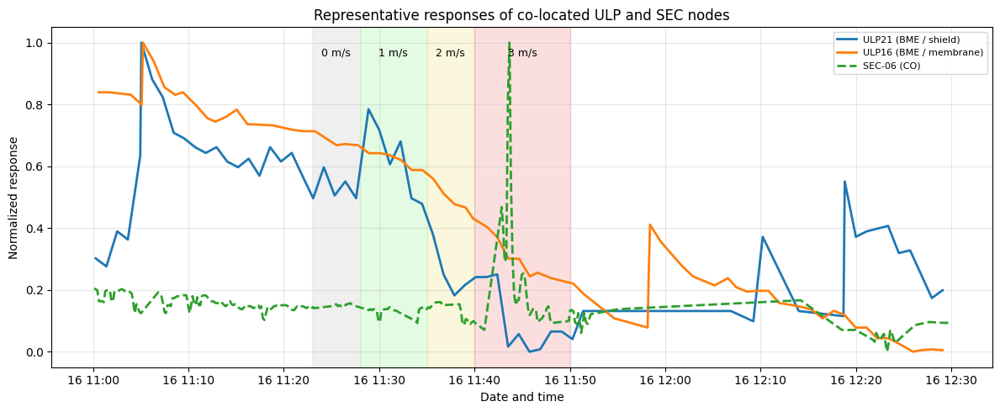 Representative responses of co-located ULP and SEC nodes
1.0
0.8
0.6
0.4
0.2
0.0
Normalized response
0 m/s
1 m/s
2 m/s
3 m/s
ULP21 (BME / shield)
ULP16 (BME / membrane)
SEC-06 (CO)
16 11:00
16 11:10
16 11:20
16 11:30
16 11:40
16 11:50
16 12:00
16 12:10
16 12:20
16 12:30
Date and time